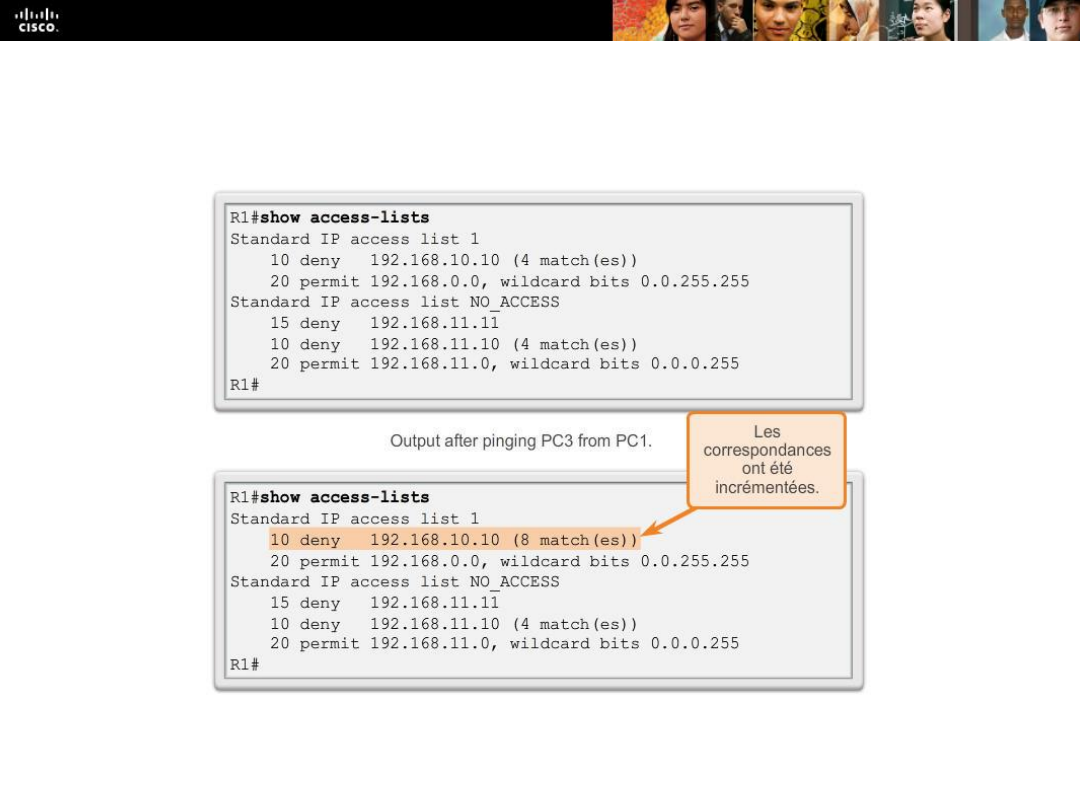 CISCO.
R1#show access-lists
Standard IP access list 1
10 deny 192.168.10.10 (4 match(es))
20 permit 192.168.0.0, wildcard bits 0.0.255.255
Standard IP access list NO_ACCESS
15 deny 192.168.11.11
10 deny 192.168.11.10 (4 match(es))
20 permit 192.168.11.0, wildcard bits 0.0.0.255
R1#
Output after pinging PC3 from PC1.
Les
correspondances
ont été
incrémentées.
R1#show access-lists
Standard IP access list 1
10 deny 192.168.10.10 (8 match(es))
20 permit 192.168.0.0, wildcard bits 0.0.255.255
Standard IP access list NO_ACCESS
15 deny 192.168.11.11
10 deny 192.168.11.10 (4 match(es))
20 permit 192.168.11.0, wildcard bits 0.0.0.255
R1#